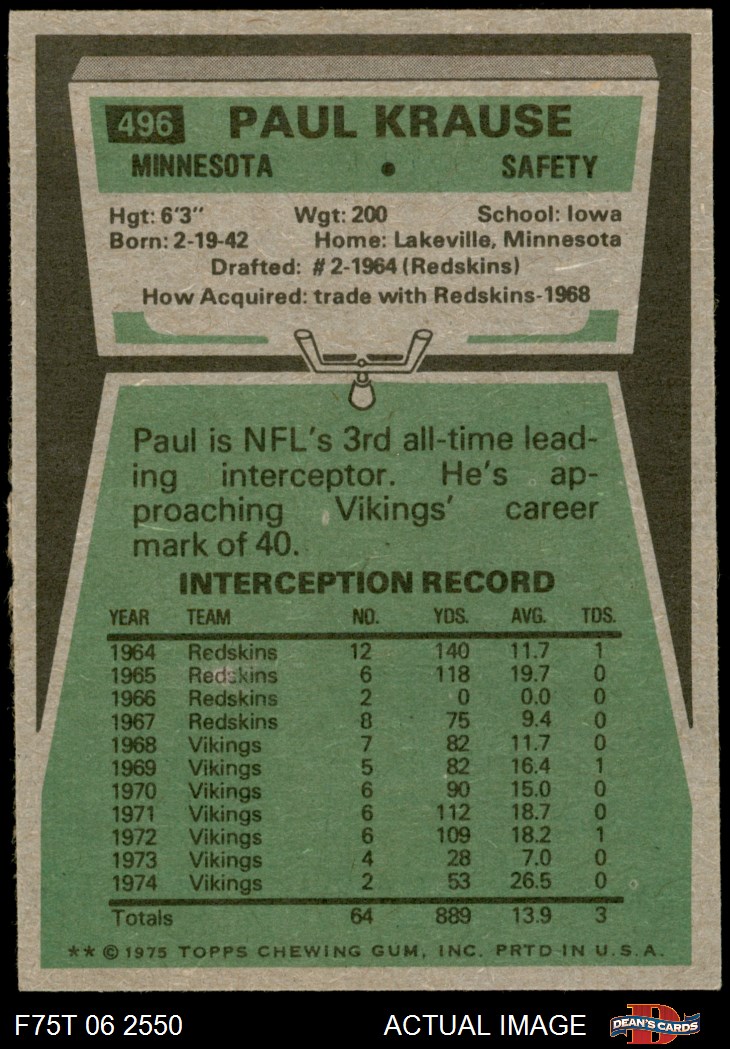 496 PAUL KRAUSE
MINNESOTA • SAFETY
Hgt: 6'3" Wgt: 200 School: Iowa
Born: 2-19-42 Home: Lakeville, Minnesota
Drafted: #2-1964 (Redskins)
How Acquired: trade with Redskins-1968
Paul is NFL's 3rd all-time lead-
ing interceptor. He's ap-
proaching Vikings' career
mark of 40.
INTERCEPTION RECORD
YEAR TEAM NO. YDS. AVG. TDS.
1964 Redskins 12 140 11.7 1
1965 Redskins 6 118 19.7 0
1966 Redskins 2 0 0.0 0
1967 Redskins 8 75 9.4 0
1968 Vikings 7 82 11.7 0
1969 Vikings 5 82 16.4 1
1970 Vikings 6 90 15.0 0
1971 Vikings 6 112 18.7 0
1972 Vikings 6 109 18.2 1
1973 Vikings 4 28 7.0 0
1974 Vikings 2 53 26.5 0
Totals 64 889 13.9 3
** © 1975 TOPPS CHEWING GUM, INC. PRTD IN U.S.A.
F75T 06 2550 ACTUAL IMAGE DEAN'S CARDS